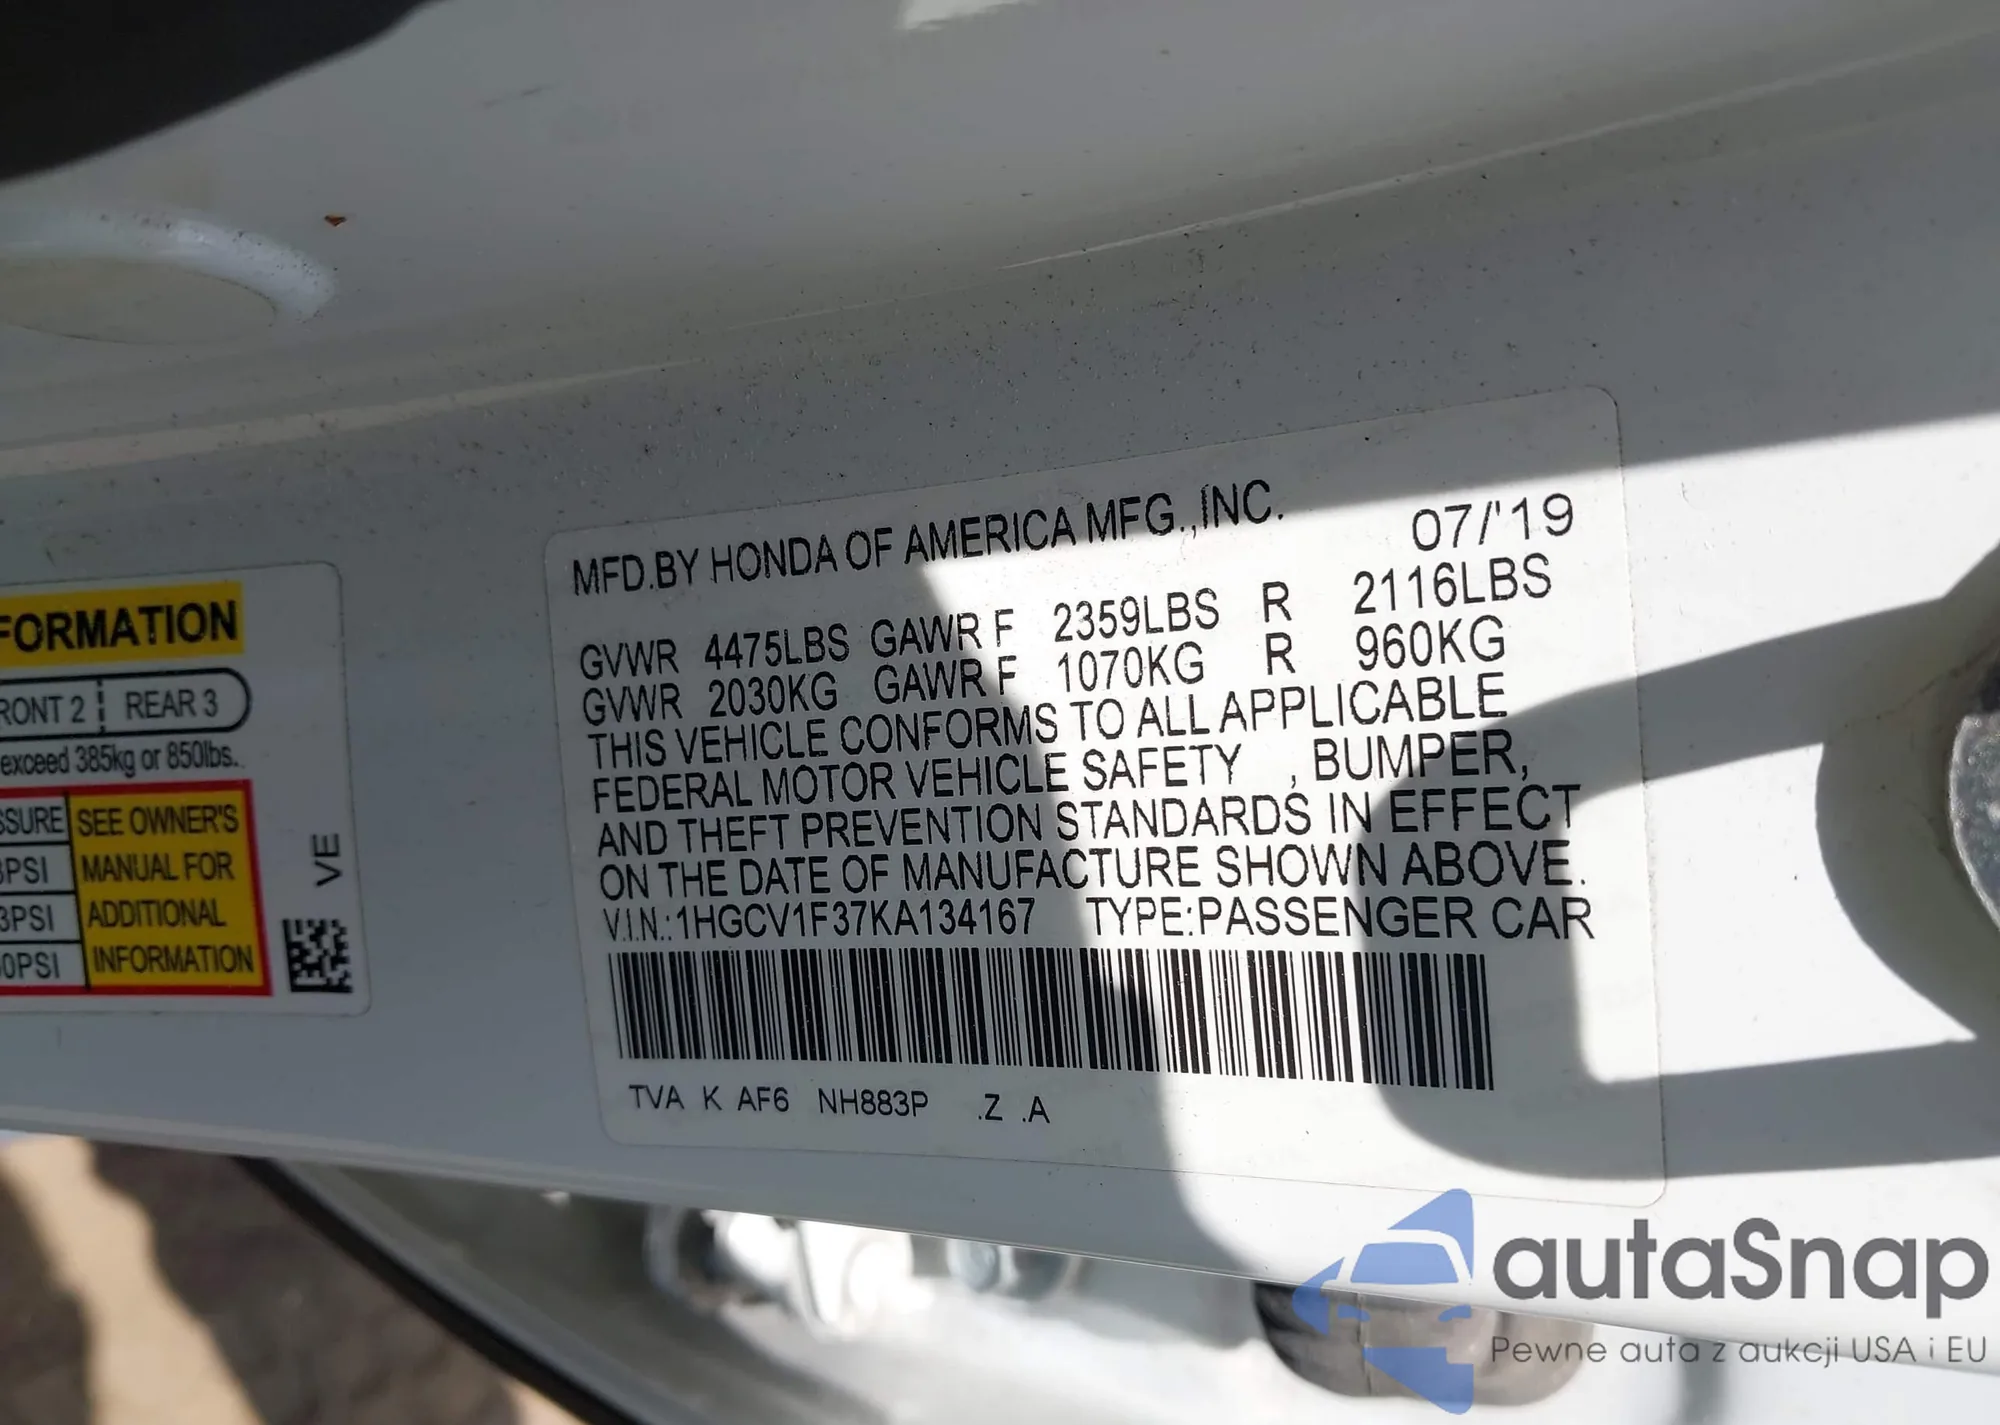 FORMATION
RONT 2 REAR 3
exceed 385kg or 850lbs.
SSURE SEE OWNER'S
3PSI MANUAL FOR
3PSI ADDITIONAL
0PSI INFORMATION
VE
MFD.BY HONDA OF AMERICA MFG.,INC. 07/'19
GVWR 4475LBS GAWR F 2359LBS R 2116LBS
GVWR 2030KG GAWR F 1070KG R 960KG
THIS VEHICLE CONFORMS TO ALL APPLICABLE
FEDERAL MOTOR VEHICLE SAFETY , BUMPER,
AND THEFT PREVENTION STANDARDS IN EFFECT
ON THE DATE OF MANUFACTURE SHOWN ABOVE.
V.I.N.:1HGCV1F37KA134167 TYPE:PASSENGER CAR
TVA K AF6 NH883P .Z .A
autaSnap
Pewne auta z aukcji USA i EU